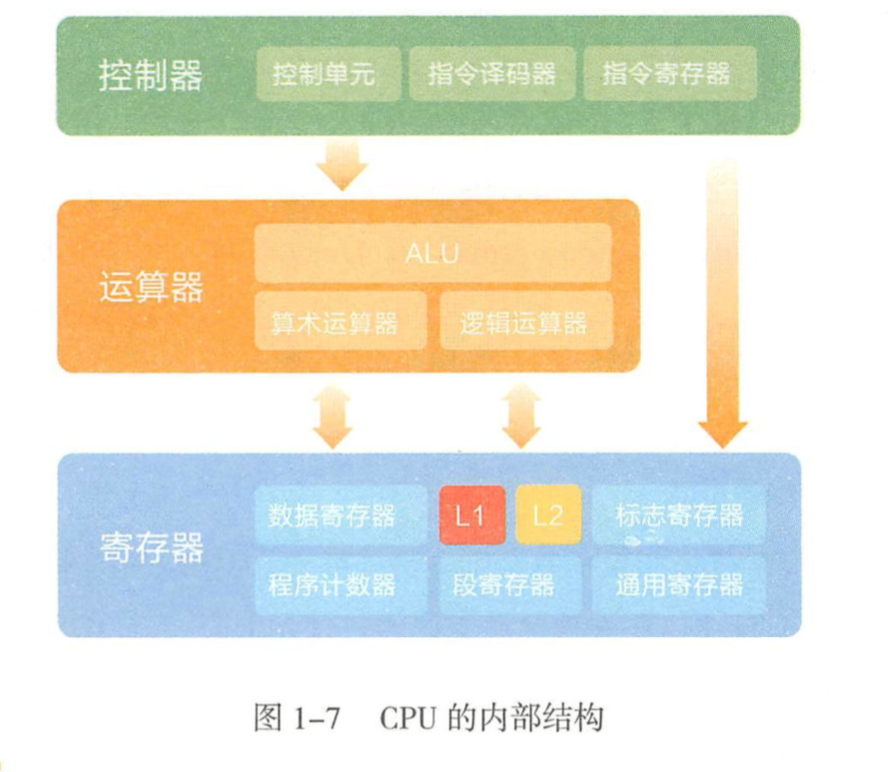 控制器 控制单元 指令译码器 指令寄存器
ALU
运算器
算术运算器 逻辑运算器
数据寄存器 L1 L2 标志寄存器
寄存器
程序计数器 段寄存器 通用寄存器
图 1-7 CPU 的内部结构